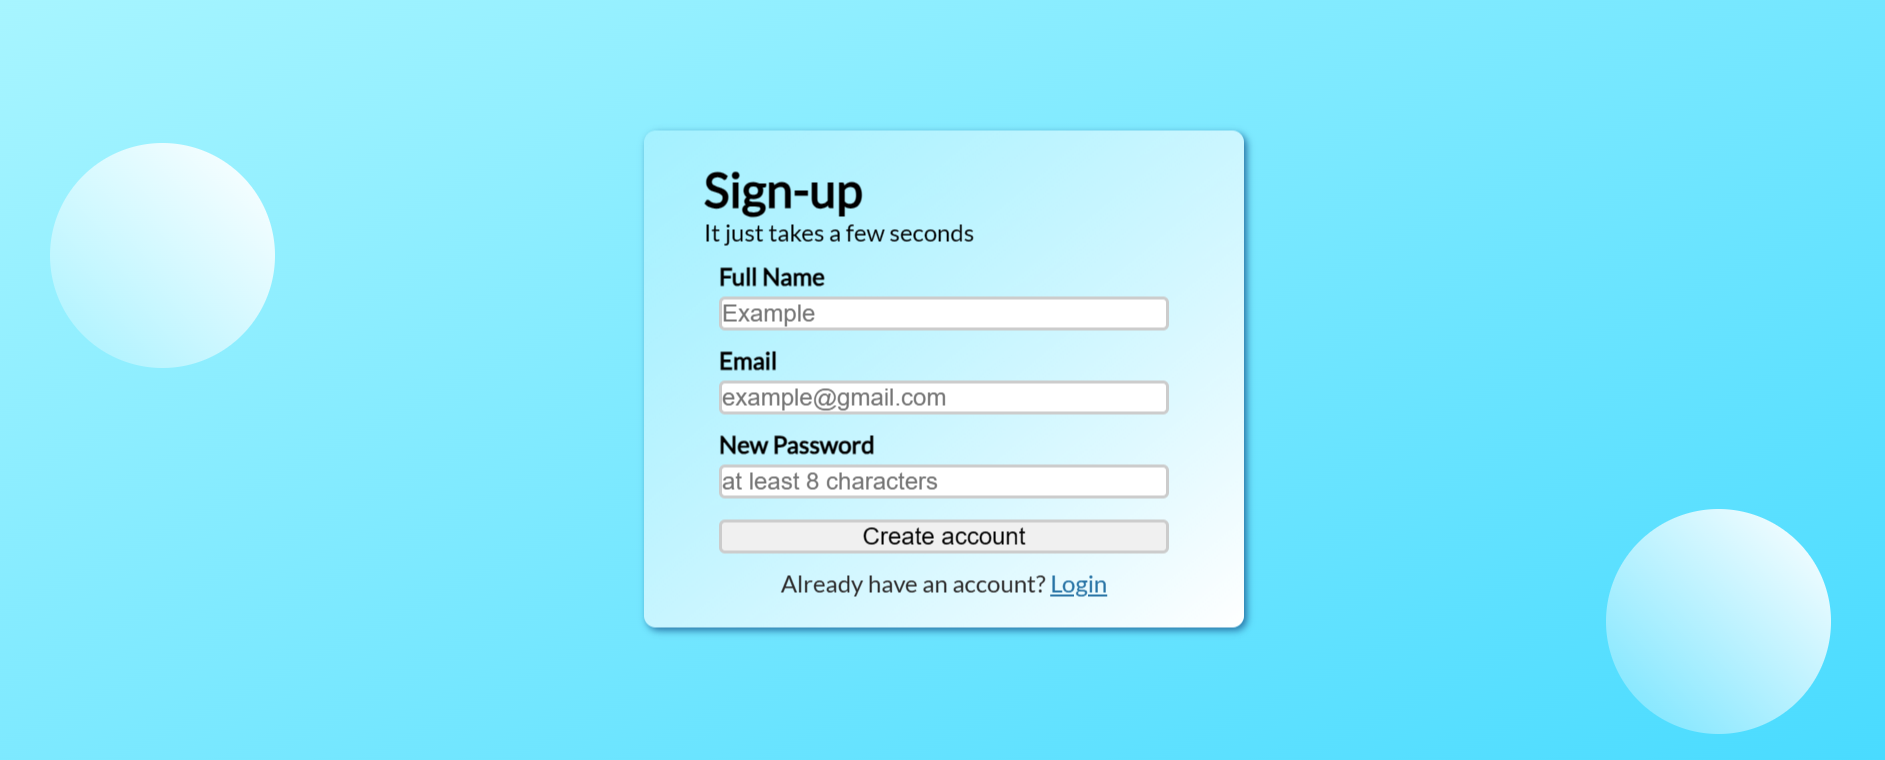 Sign-up
It just takes a few seconds
Full Name
Example
Email
example@gmail.com
New Password
at least 8 characters
Create account
Already have an account? Login